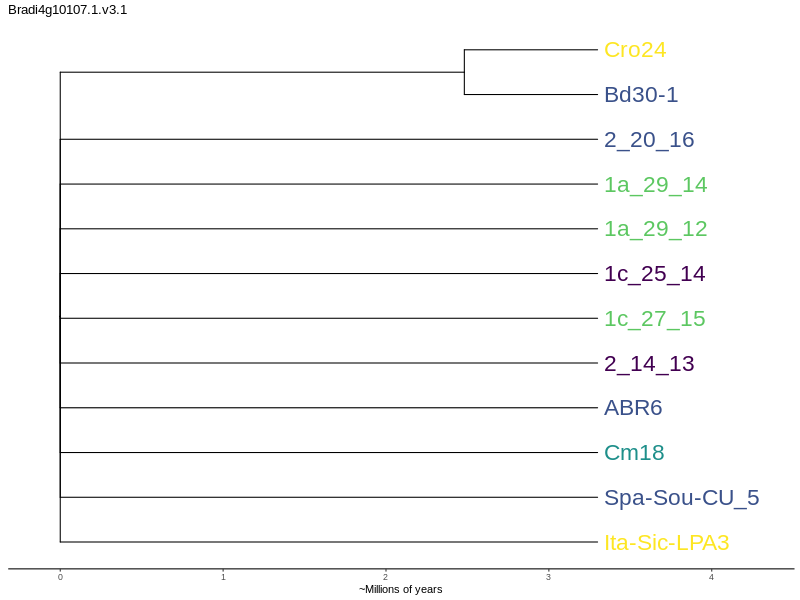 Bradi4g10107.1.v3.1
Cro24
Bd30-1
2_20_16
1a_29_14
1a_29_12
1c_25_14
1c_27_15
2_14_13
ABR6
Cm18
Spa-Sou-CU_5
Ita-Sic-LPA3
0 1 2 3 4
~Millions of years